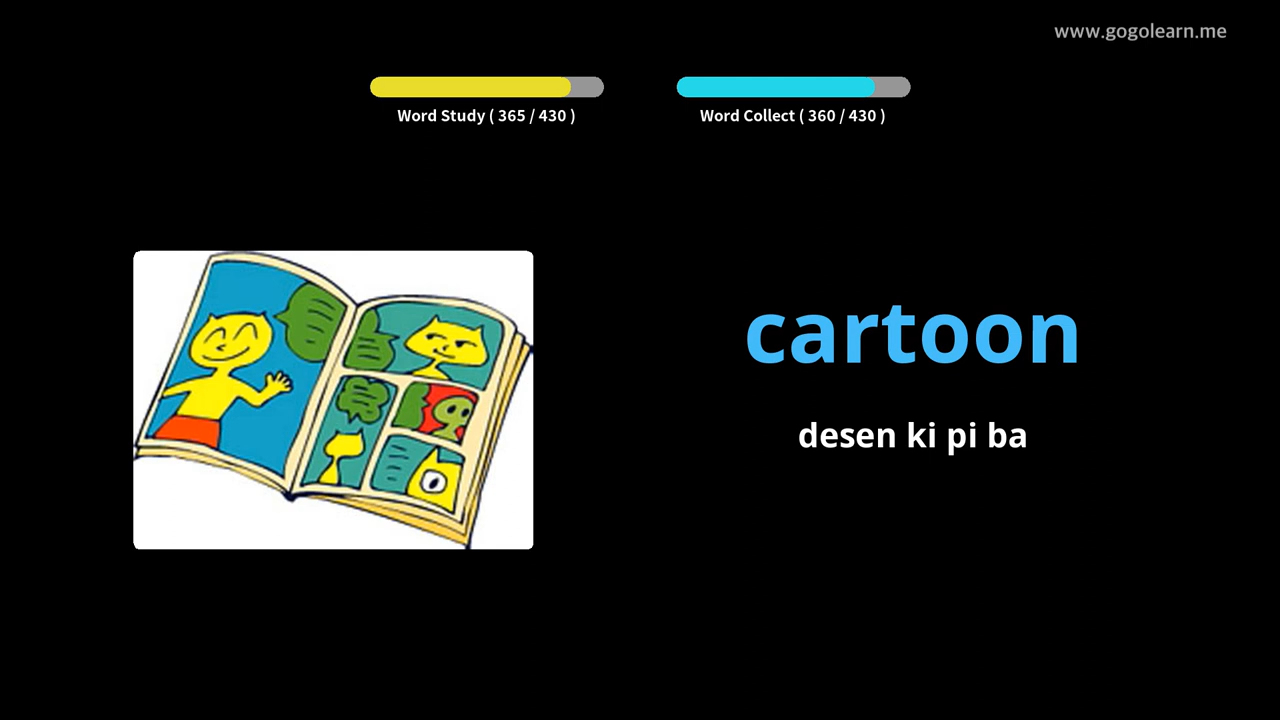 www.gogolearn.me
Word Study ( 365 / 430 )
Word Collect ( 360 / 430 )
cartoon
desen ki pi ba